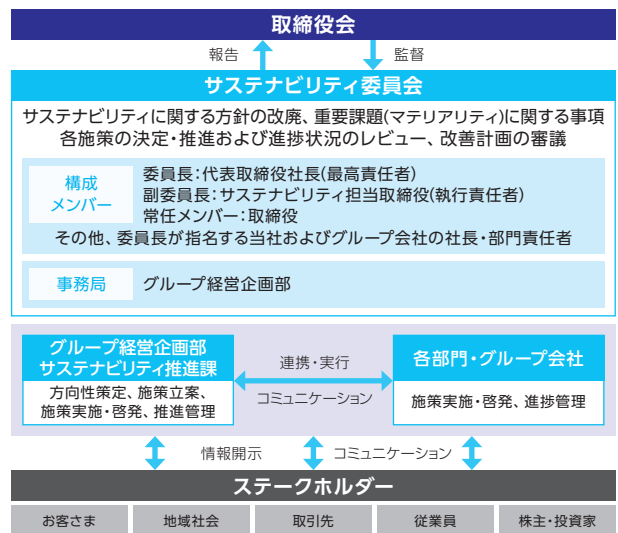 取締役会
報告
監督
サステナビリティ委員会
サステナビリティに関する方針の改廃、重要課題(マテリアリティ)に関する事項
各施策の決定・推進および進捗状況のレビュー、改善計画の審議
構成
メンバー
委員長：代表取締役社長(最高責任者)
副委員長：サステナビリティ担当取締役(執行責任者)
常任メンバー：取締役
その他、委員長が指名する当社およびグループ会社の社長・部門責任者
事務局
グループ経営企画部
グループ経営企画部
サステナビリティ推進課
方向性策定、施策立案、
施策実施・啓発、推進管理
連携・実行
コミュニケーション
各部門・グループ会社
施策実施・啓発、進捗管理
情報開示
コミュニケーション
ステークホルダー
お客さま
地域社会
取引先
従業員
株主・投資家